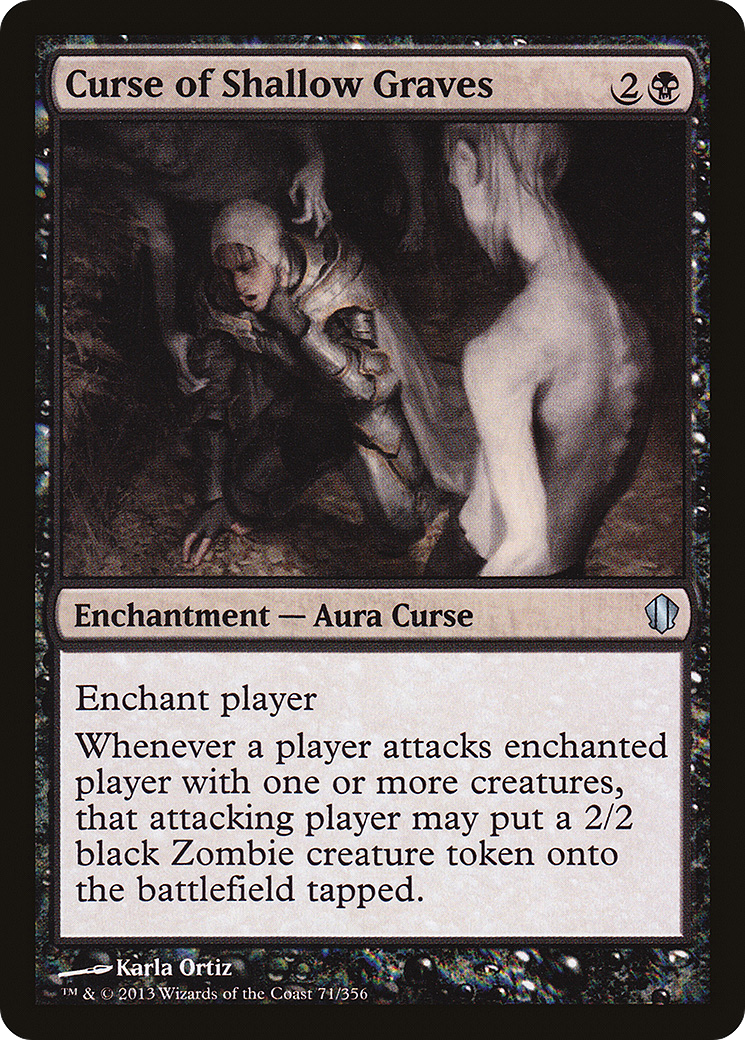 Curse of Shallow Graves 2
Enchantment — Aura Curse
Enchant player
Whenever a player attacks enchanted
player with one or more creatures,
that attacking player may put a 2/2
black Zombie creature token onto
the battlefield tapped.
Karla Ortiz
™ & © 2013 Wizards of the Coast 71/356